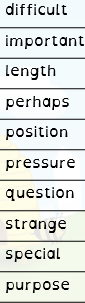 difficult
important
length
perhaps
position
pressure
question
strange
special
purpose